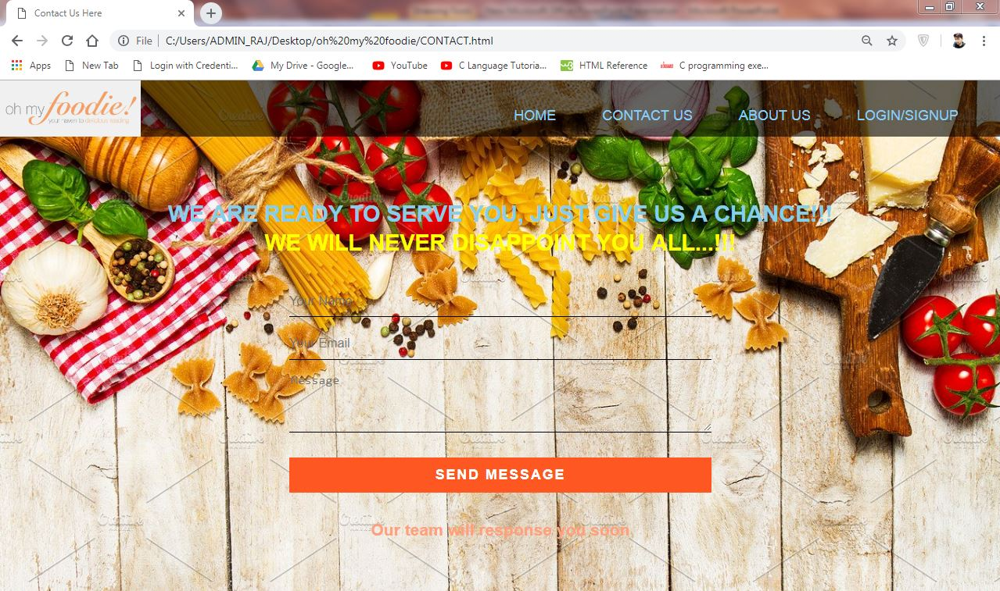 Contact Us Here
File
C:/Users/ADMIN_RAJ/Desktop/oh%20my%20foodie/CONTACT.html
Apps
New Tab
Login with Credenti...
My Drive - Google...
YouTube
C Language Tutoria...
HTML Reference
C programming exe...
oh my foodie!
your haven to delicious reading
HOME
CONTACT US
ABOUT US
LOGIN/SIGNUP
WE ARE READY TO SERVE YOU, JUST GIVE US A CHANCE!!!
WE WILL NEVER DISAPPOINT YOU ALL...!!!
Your Name
Your Email
Message
SEND MESSAGE
Our team will response you soon